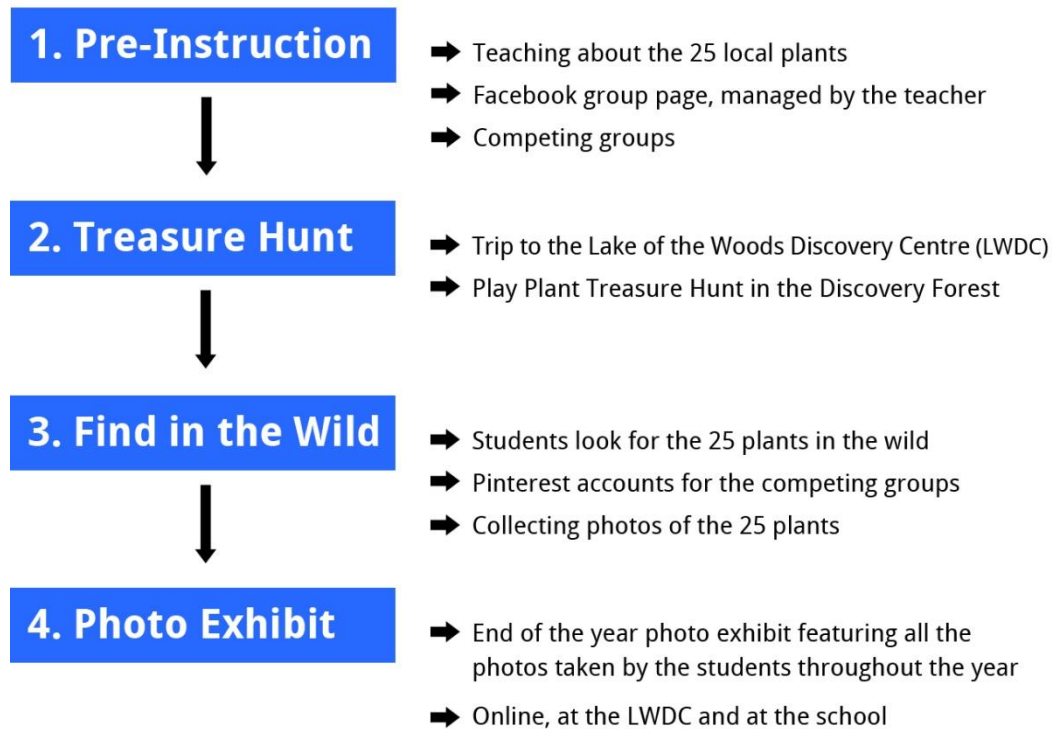 1. Pre-Instruction
Teaching about the 25 local plants
Facebook group page, managed by the teacher
Competing groups
2. Treasure Hunt
Trip to the Lake of the Woods Discovery Centre (LWDC)
Play Plant Treasure Hunt in the Discovery Forest
3. Find in the Wild
Students look for the 25 plants in the wild
Pinterest accounts for the competing groups
Collecting photos of the 25 plants
4. Photo Exhibit
End of the year photo exhibit featuring all the
photos taken by the students throughout the year
Online, at the LWDC and at the school